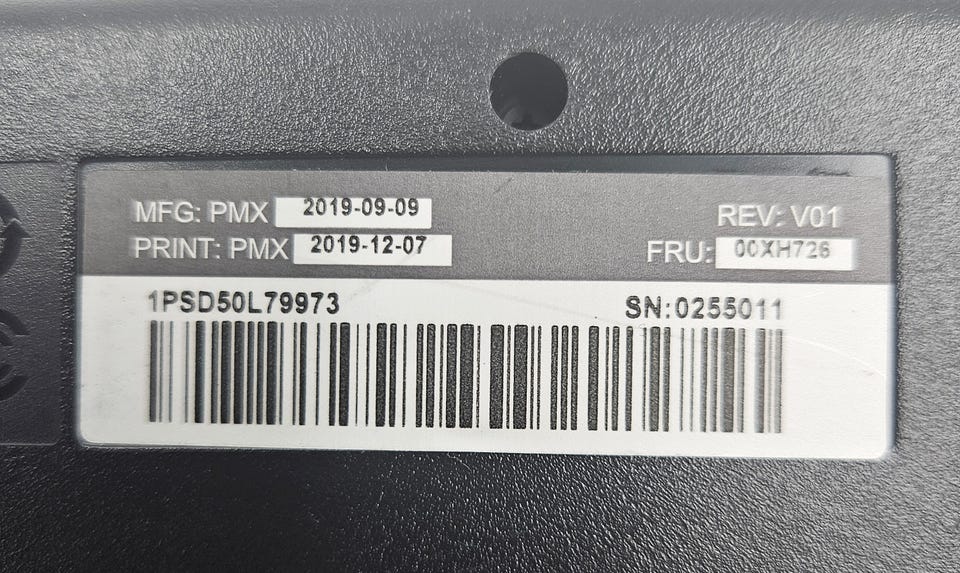 MFG: PMX 2019-09-09
REV: V01
PRINT: PMX 2019-12-07
FRU: 00XH726
1PSD50L79973
SN:0255011